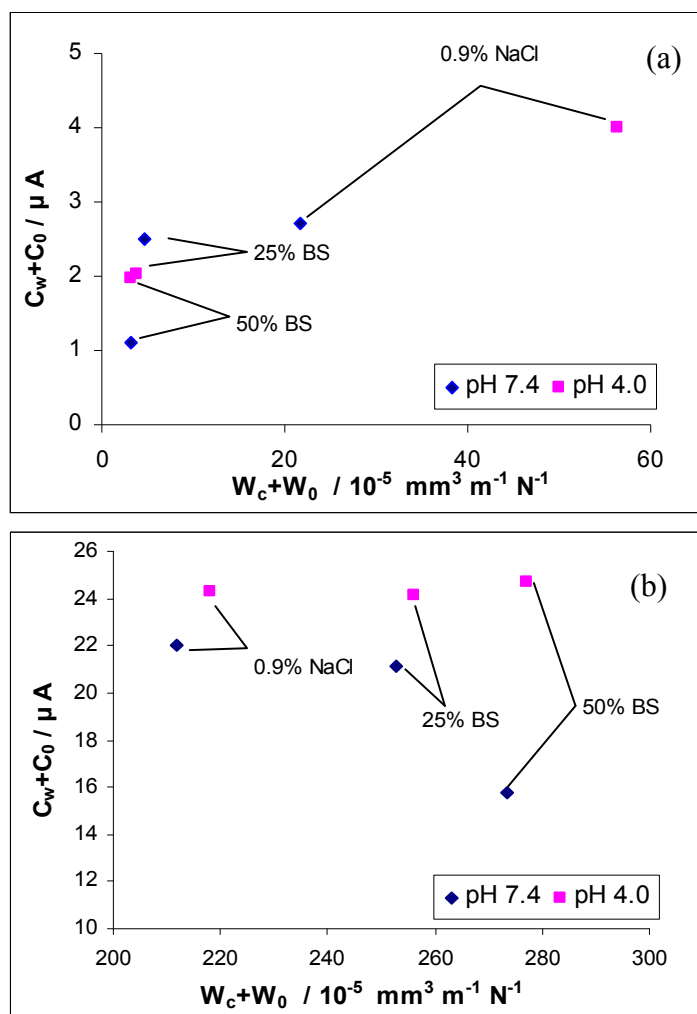 (a)
0.9% NaCl
5
4
3
2
1
0
C_w+C_0 / µ A
25% BS
50% BS
pH 7.4 pH 4.0
0 20 40 60
W_c+W_0 / 10^-5 mm^3 m^-1 N^-1
(b)
26
24
22
20
18
16
14
12
10
C_w+C_0 / µ A
0.9% NaCl
25% BS
50% BS
pH 7.4 pH 4.0
200 220 240 260 280 300
W_c+W_0 / 10^-5 mm^3 m^-1 N^-1